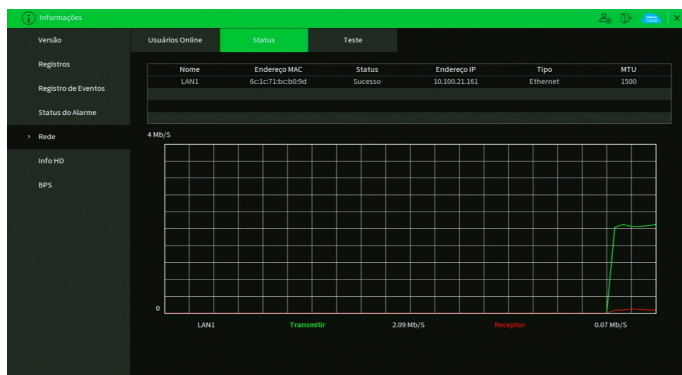 Informações
Versão
Registros
Registro de Eventos
Status do Alarme
> Rede
Info HD
BPS
Usuários Online Status Teste
Nome Endereço MAC Status Endereço IP Tipo MTU
LAN1 6c:1c:71:bc:b0:9d Sucesso 10.100.21.161 Ethernet 1500
4 Mb/S
0
LAN1 Transmitir 2.09 Mb/S Receptor 0.07 Mb/S